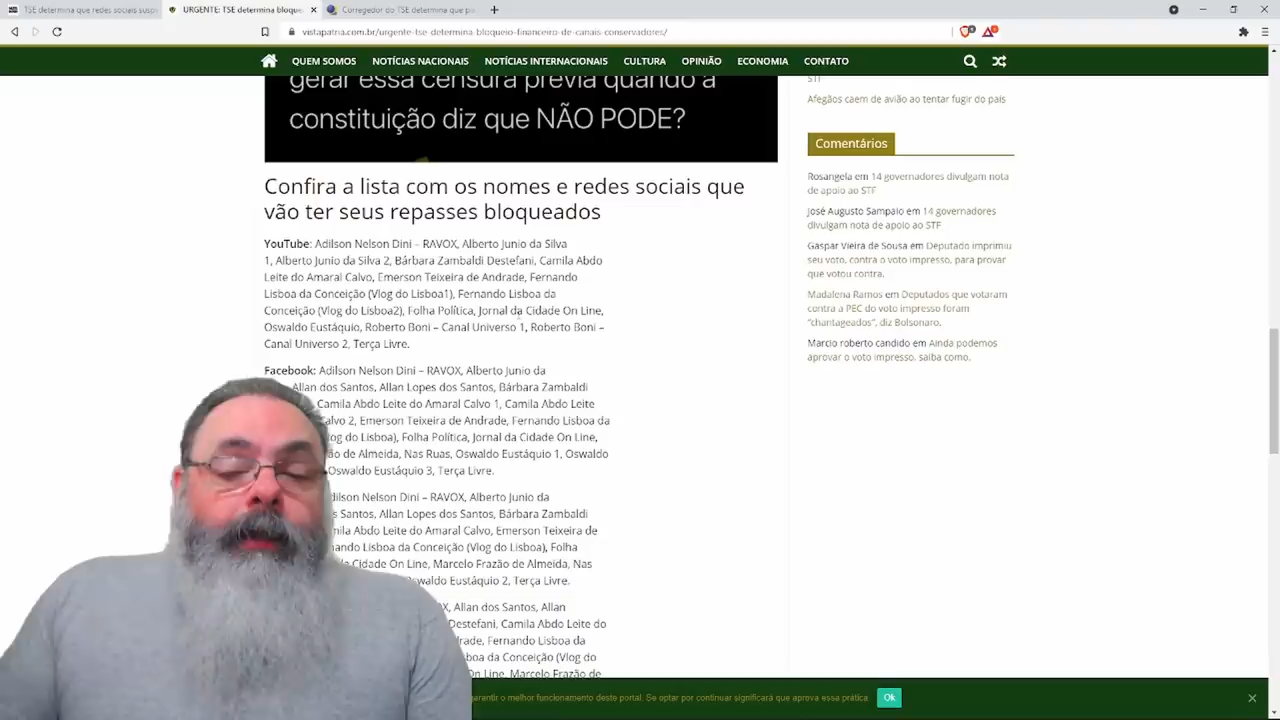 TSE determina que redes sociais susp
URGENTE: TSE determina bloque
Corregedor do TSE determina que pa
vistapatria.com.br/urgente-tse-determina-bloqueio-financeiro-de-canais-conservadores/
QUEM SOMOS NOTÍCIAS NACIONAIS NOTÍCIAS INTERNACIONAIS CULTURA OPINIÃO ECONOMIA CONTATO
gerar essa censura prévia quando a
constituição diz que NÃO PODE?
Confira a lista com os nomes e redes sociais que
vão ter seus repasses bloqueados
YouTube: Adilson Nelson Dini – RAVOX, Alberto Junio da Silva
1, Alberto Junio da Silva 2, Bárbara Zambaldi Destefani, Camila Abdo
Leite do Amaral Calvo, Emerson Teixeira de Andrade, Fernando
Lisboa da Conceição (Vlog do Lisboa1), Fernando Lisboa da
Conceição (Vlog do Lisboa2), Folha Política, Jornal da Cidade On Line,
Oswaldo Eustáquio, Roberto Boni – Canal Universo 1, Roberto Boni –
Canal Universo 2, Terça Livre.
Facebook: Adilson Nelson Dini – RAVOX, Alberto Junio da
Allan dos Santos, Allan Lopes dos Santos, Bárbara Zambaldi
Camila Abdo Leite do Amaral Calvo 1, Camila Abdo Leite
Calvo 2, Emerson Teixeira de Andrade, Fernando Lisboa da
do Lisboa), Folha Política, Jornal da Cidade On Line,
de Almeida, Nas Ruas, Oswaldo Eustáquio 1, Oswaldo
Oswaldo Eustáquio 3, Terça Livre.
Nelson Dini – RAVOX, Alberto Junio da
Santos, Allan Lopes dos Santos, Bárbara Zambaldi
Abdo Leite do Amaral Calvo, Emerson Teixeira de
Lisboa da Conceição (Vlog do Lisboa), Folha
Cidade On Line, Marcelo Frazão de Almeida, Nas
Eustáquio 2, Terça Livre.
Allan dos Santos, Allan
Destefani, Camila Abdo Leite do
Fernando Lisboa da
da Conceição (Vlog do
On Line, Marcelo Frazão de
STF
Afegãos caem de avião ao tentar fugir do país
Comentários
Rosangela em 14 governadores divulgam nota
de apoio ao STF
José Augusto Sampaio em 14 governadores
divulgam nota de apoio ao STF
Gaspar Vieira de Sousa em Deputado imprimiu
seu voto, contra o voto impresso, para provar
que votou contra.
Madalena Ramos em Deputados que votaram
contra a PEC do voto impresso foram
"chantageados", diz Bolsonaro.
Marcio roberto candido em Ainda podemos
aprovar o voto impresso, saiba como.
garantir o melhor funcionamento deste portal. Se optar por continuar significará que aprova essa prática. Ok